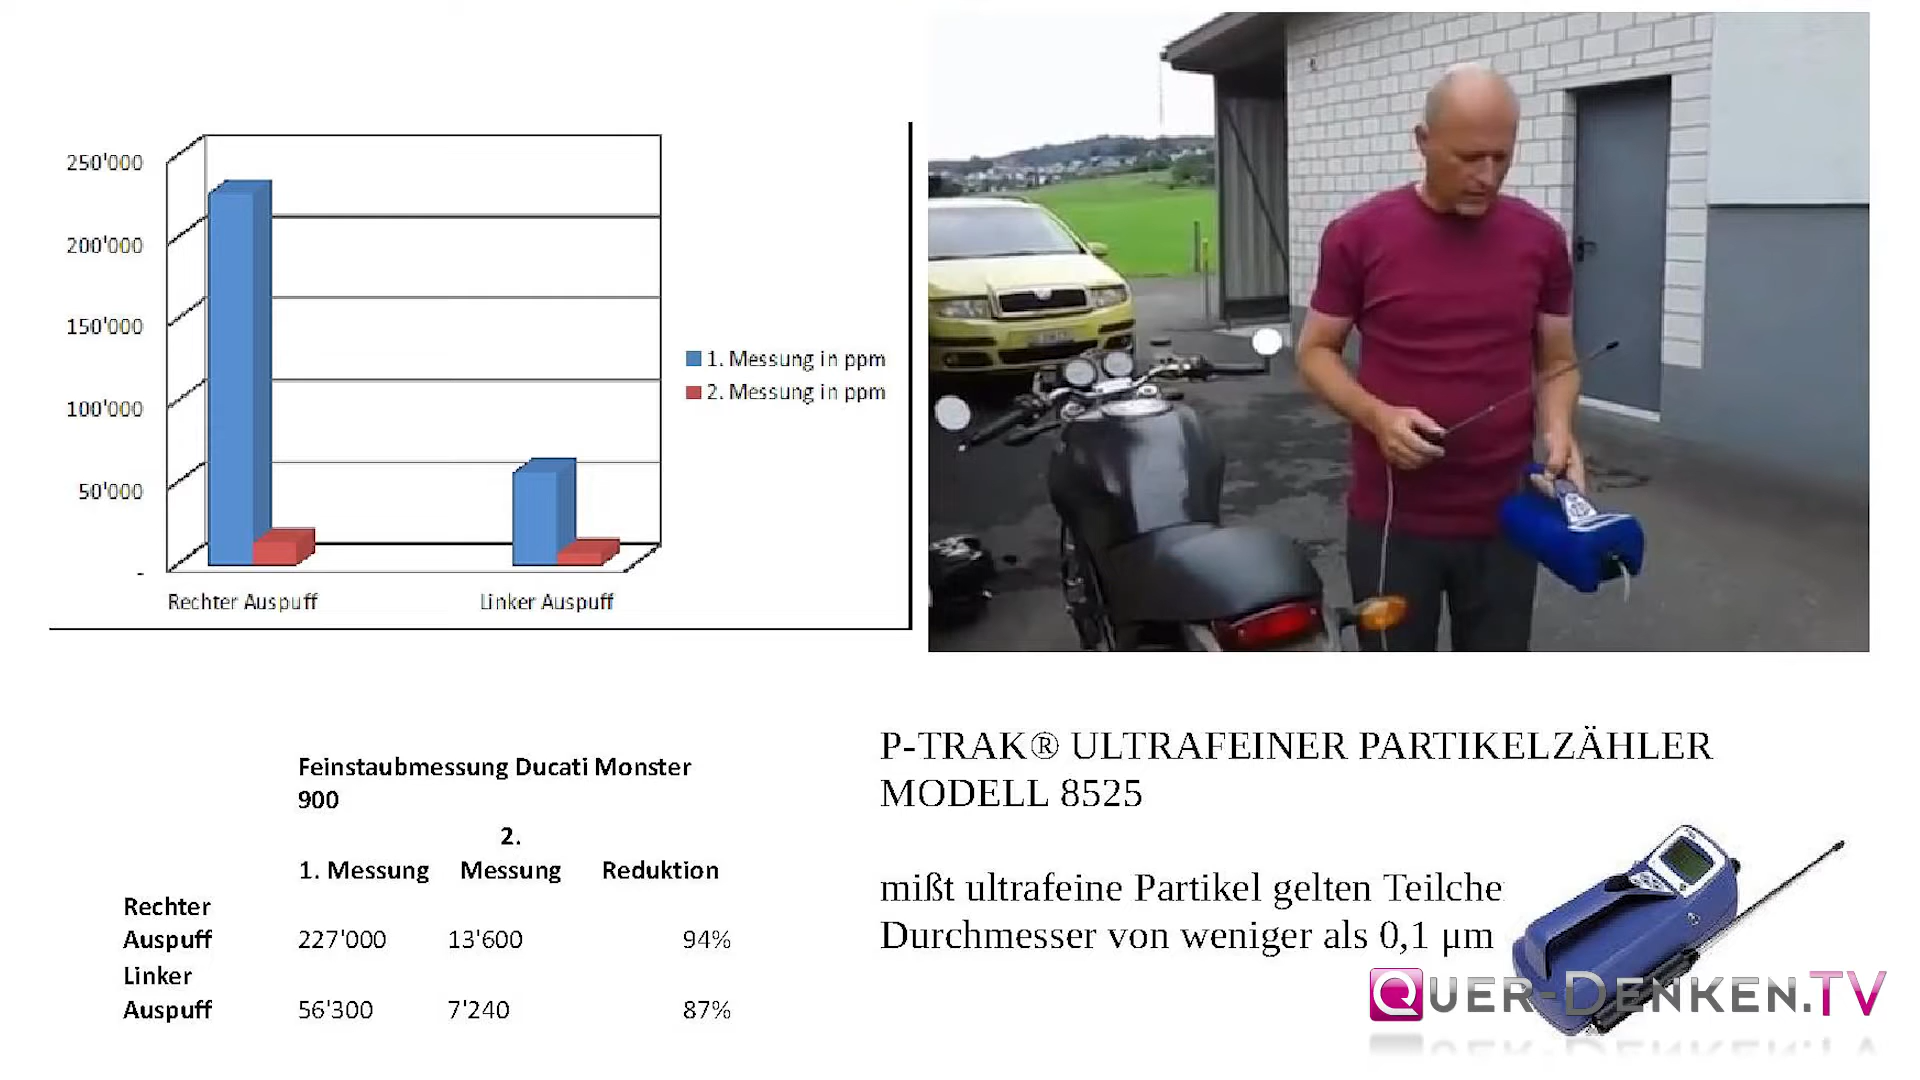 250'000
200'000
150'000
100'000
50'000
-
Rechter Auspuff
Linker Auspuff
1. Messung in ppm
2. Messung in ppm
Feinstaubmessung Ducati Monster
900
2.
1. Messung Messung Reduktion
Rechter
Auspuff 227'000 13'600 94%
Linker
Auspuff 56'300 7'240 87%
P-TRAK® ULTRAFEINER PARTIKELZÄHLER
MODELL 8525
mißt ultrafeine Partikel gelten Teilche
Durchmesser von weniger als 0,1 µm
QUER-DENKEN.TV